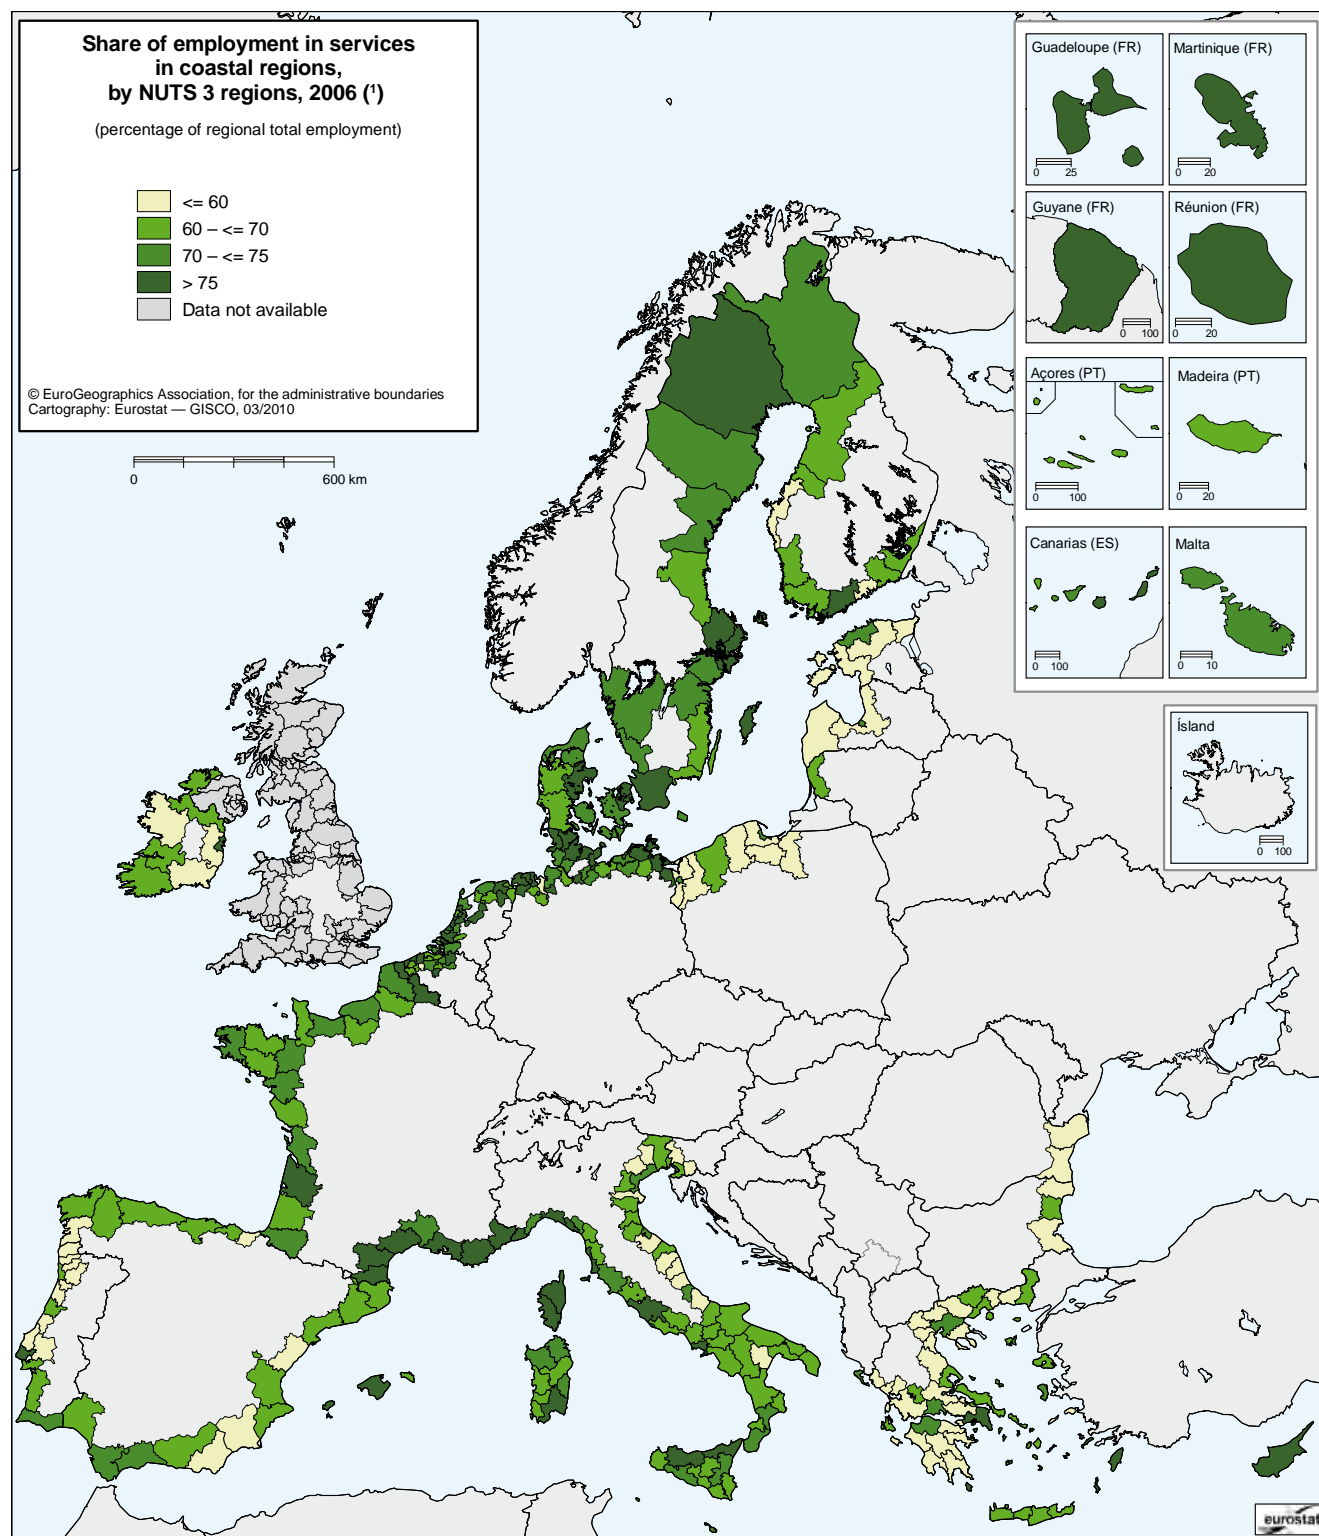 Share of employment in services
in coastal regions,
by NUTS 3 regions, 2006 (¹)
(percentage of regional total employment)
<= 60
60 – <= 70
70 – <= 75
> 75
Data not available
© EuroGeographics Association, for the administrative boundaries
Cartography: Eurostat — GISCO, 03/2010
0 600 km
Guadeloupe (FR)
0 25
Martinique (FR)
0 20
Guyane (FR)
0 100
Réunion (FR)
0 20
Açores (PT)
0 100
Madeira (PT)
0 20
Canarias (ES)
0 100
Malta
0 10
Ísland
0 100
eurostat